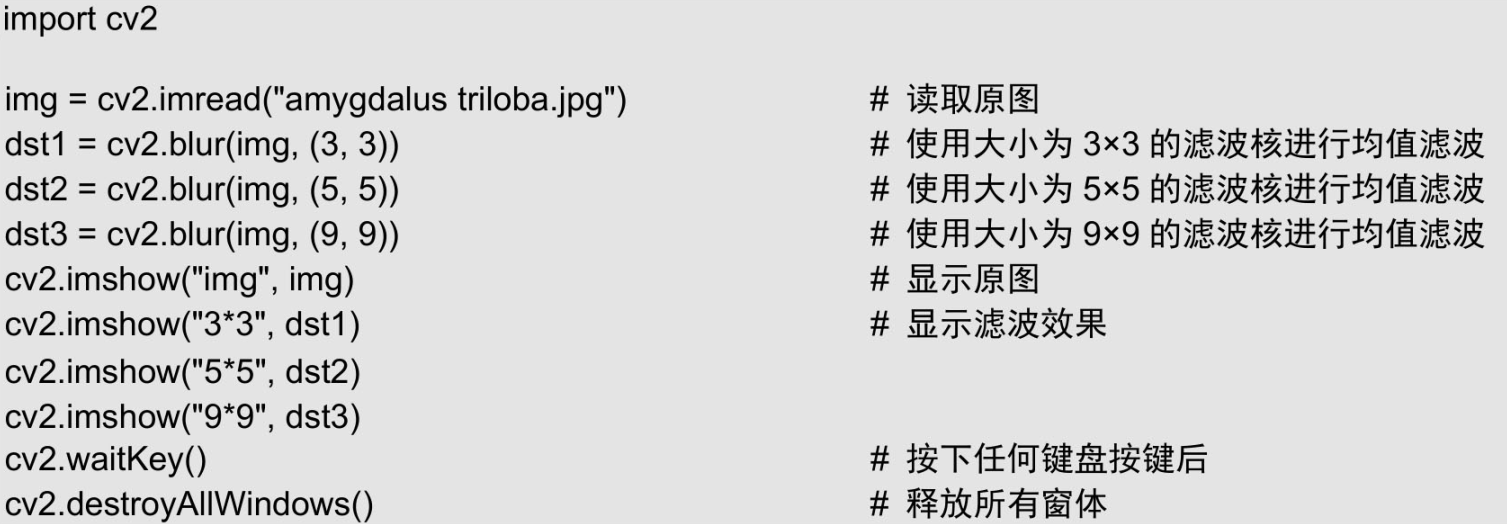 import cv2
img = cv2.imread("amygdalus triloba.jpg") # 读取原图
dst1 = cv2.blur(img, (3, 3)) # 使用大小为 3×3 的滤波核进行均值滤波
dst2 = cv2.blur(img, (5, 5)) # 使用大小为 5×5 的滤波核进行均值滤波
dst3 = cv2.blur(img, (9, 9)) # 使用大小为 9×9 的滤波核进行均值滤波
cv2.imshow("img", img) # 显示原图
cv2.imshow("3*3", dst1) # 显示滤波效果
cv2.imshow("5*5", dst2)
cv2.imshow("9*9", dst3)
cv2.waitKey() # 按下任何键盘按键后
cv2.destroyAllWindows() # 释放所有窗体